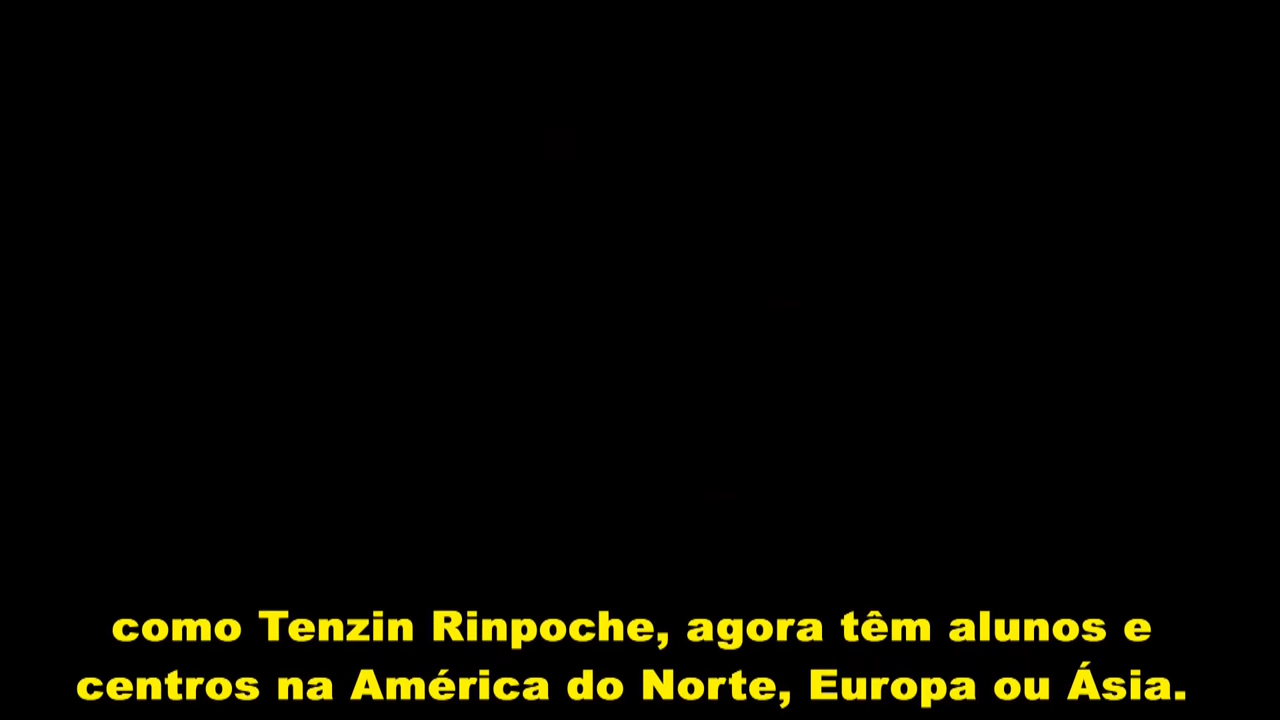 como Tenzin Rinpoche, agora têm alunos e
centros na América do Norte, Europa ou Ásia.